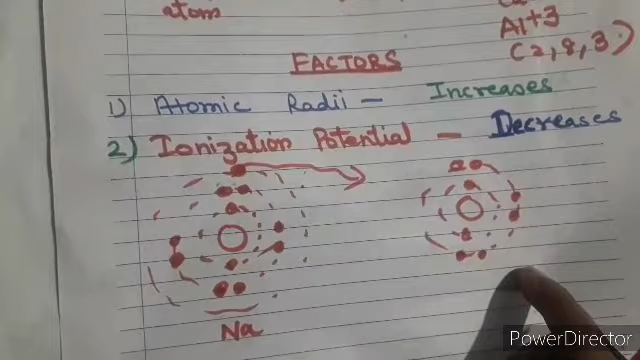 atom
Al+3
(2,8,3)
FACTORS
1) Atomic Radii - Increases
2) Ionization Potential - Decreases
Na
PowerDirector